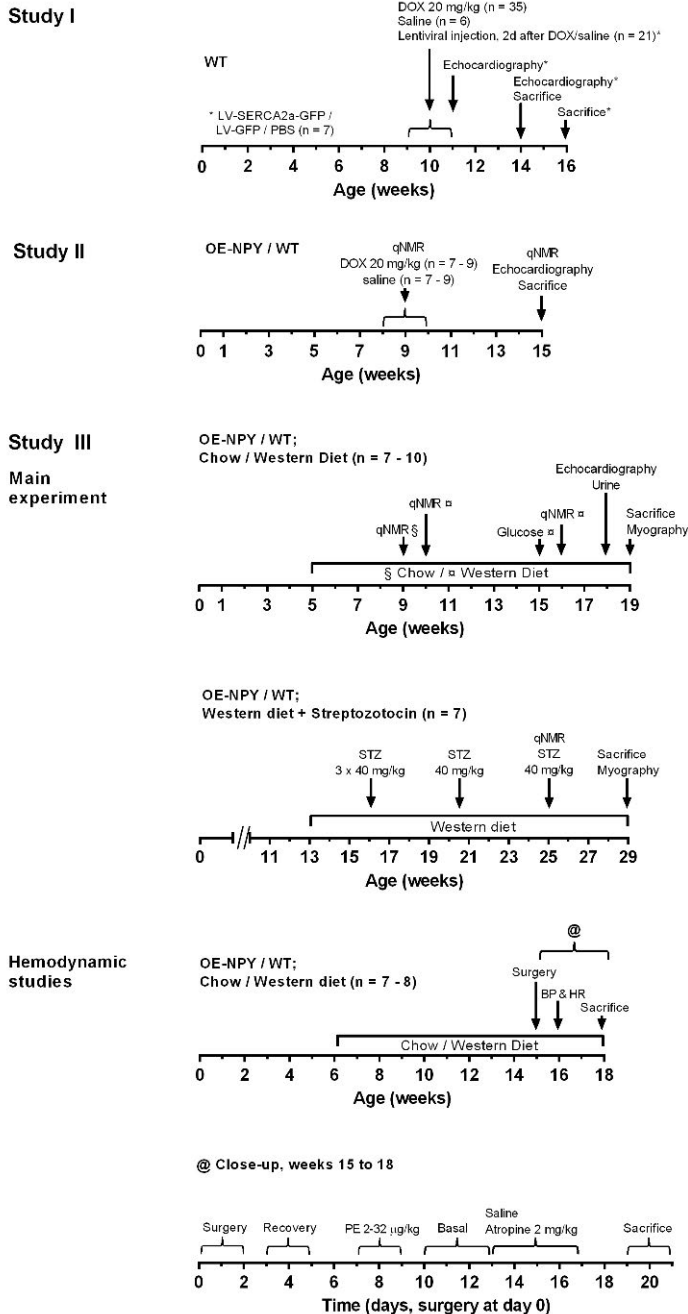 Study I
DOX 20 mg/kg (n = 35)
Saline (n = 6)
Lentiviral injection, 2d after DOX/saline (n = 21)*
WT
Echocardiography*
Echocardiography*
Sacrifice
Sacrifice*
* LV-SERCA2a-GFP /
LV-GFP / PBS (n = 7)
0 2 4 6 8 10 12 14 16
Age (weeks)
Study II
OE-NPY / WT
qNMR
DOX 20 mg/kg (n = 7 - 9)
saline (n = 7 - 9)
qNMR
Echocardiography
Sacrifice
0 1 3 5 7 9 11 13 15
Age (weeks)
Study III
Main
experiment
OE-NPY / WT;
Chow / Western Diet (n = 7 - 10)
qNMR §
qNMR ¤
Glucose ¤
qNMR ¤
Echocardiography
Urine
Sacrifice
Myography
§ Chow / ¤ Western Diet
0 1 3 5 7 9 11 13 15 17 19
Age (weeks)
OE-NPY / WT;
Western diet + Streptozotocin (n = 7)
STZ
3 x 40 mg/kg
STZ
40 mg/kg
qNMR
STZ
40 mg/kg
Sacrifice
Myography
Western diet
0 11 13 15 17 19 21 23 25 27 29
Age (weeks)
Hemodynamic
studies
OE-NPY / WT;
Chow / Western diet (n = 7 - 8)
@
Surgery
BP & HR
Sacrifice
Chow / Western Diet
0 2 4 6 8 10 12 14 16 18
Age (weeks)
@ Close-up, weeks 15 to 18
Surgery
Recovery
PE 2-32 µg/kg
Basal
Saline
Atropine 2 mg/kg
Sacrifice
0 2 4 6 8 10 12 14 16 18 20
Time (days, surgery at day 0)